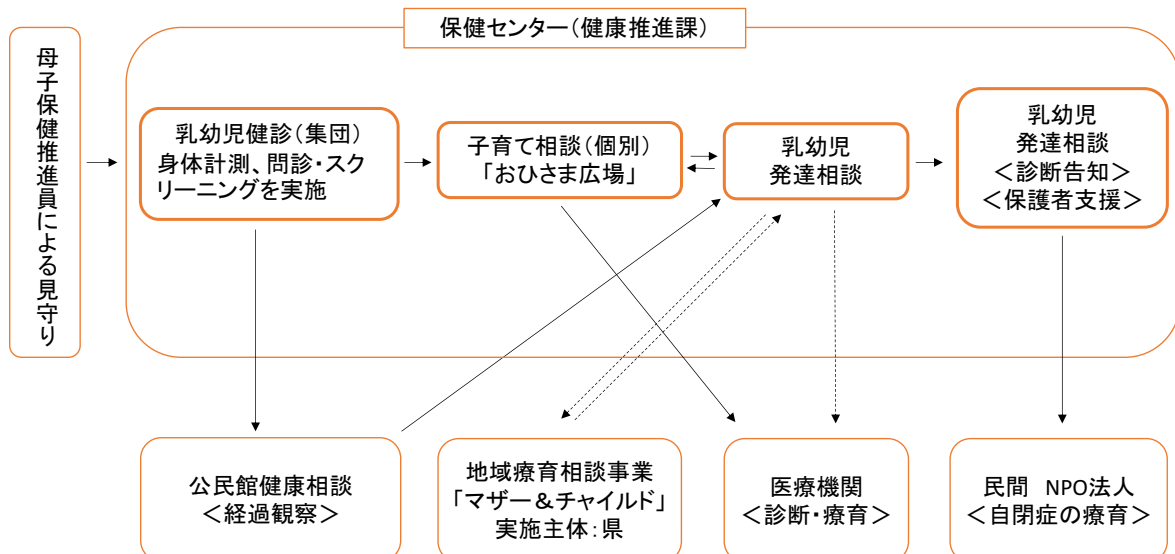 保健センター（健康推進課）
母子保健推進員による見守り
乳幼児健診（集団）
身体計測、問診・スク
リーニングを実施
子育て相談（個別）
「おひさま広場」
乳幼児
発達相談
乳幼児
発達相談
＜診断告知＞
＜保護者支援＞
公民館健康相談
＜経過観察＞
地域療育相談事業
「マザー＆チャイルド」
実施主体：県
医療機関
＜診断・療育＞
民間　NPO法人
＜自閉症の療育＞